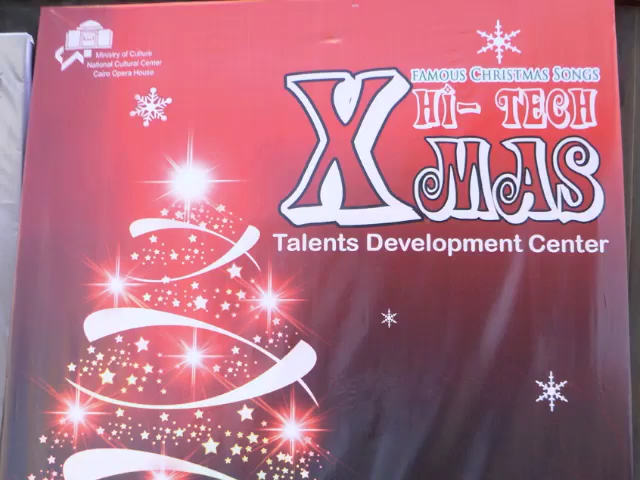 Ministry of Culture
National Cultural Center
Cairo Opera House
FAMOUS CHRISTMAS SONGS
Hi-TECH
XMAS
Talents Development Center